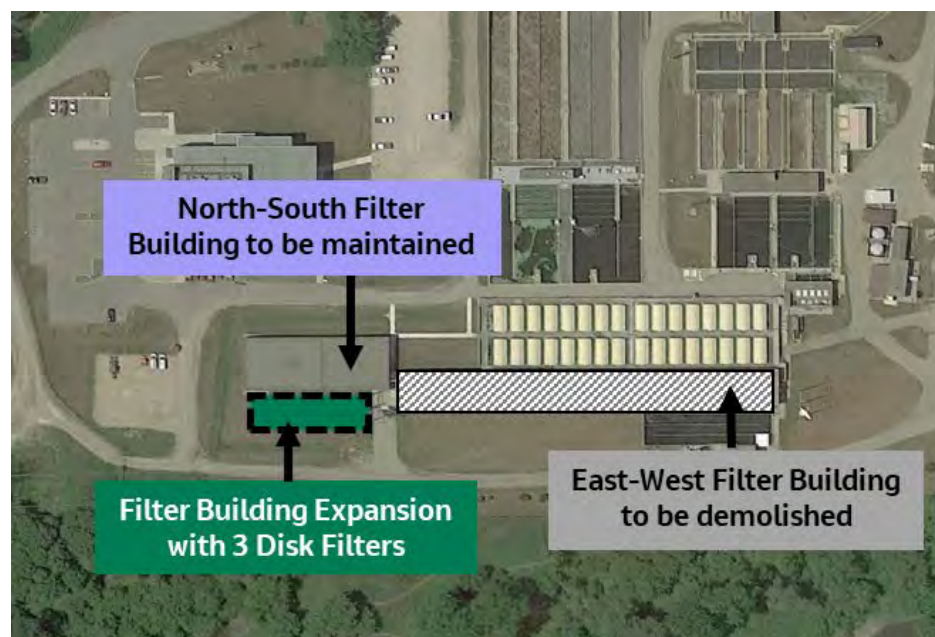 North-South Filter
Building to be maintained
Filter Building Expansion
with 3 Disk Filters
East-West Filter Building
to be demolished